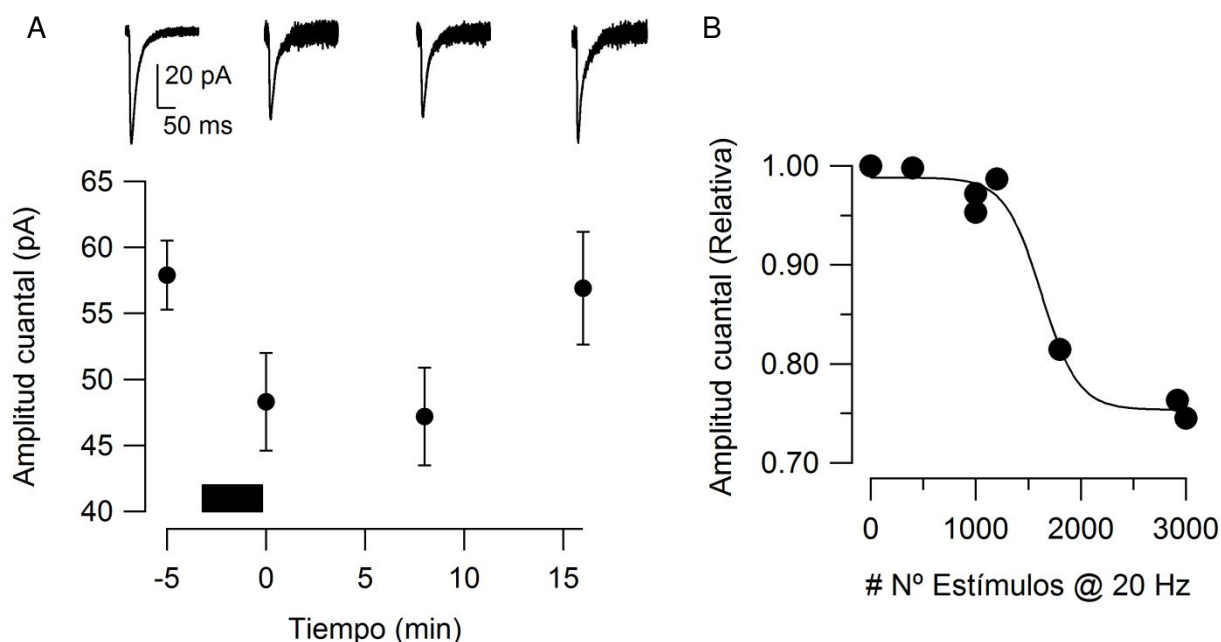 A
20 pA
50 ms
65
60
55
50
45
40
Amplitud cuantal (pA)
-5
0
5
10
15
Tiempo (min)
B
1.00
0.90
0.80
0.70
Amplitud cuantal (Relativa)
0
1000
2000
3000
# Nº Estímulos @ 20 Hz